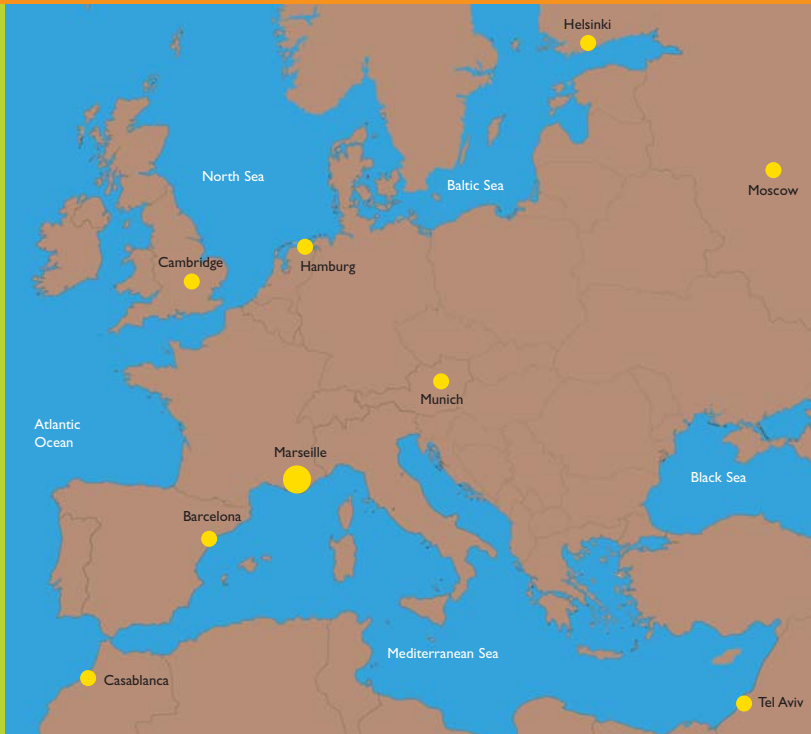 Helsinki
North Sea
Baltic Sea
Moscow
Cambridge
Hamburg
Munich
Atlantic
Ocean
Marseille
Black Sea
Barcelona
Mediterranean Sea
Casablanca
Tel Aviv